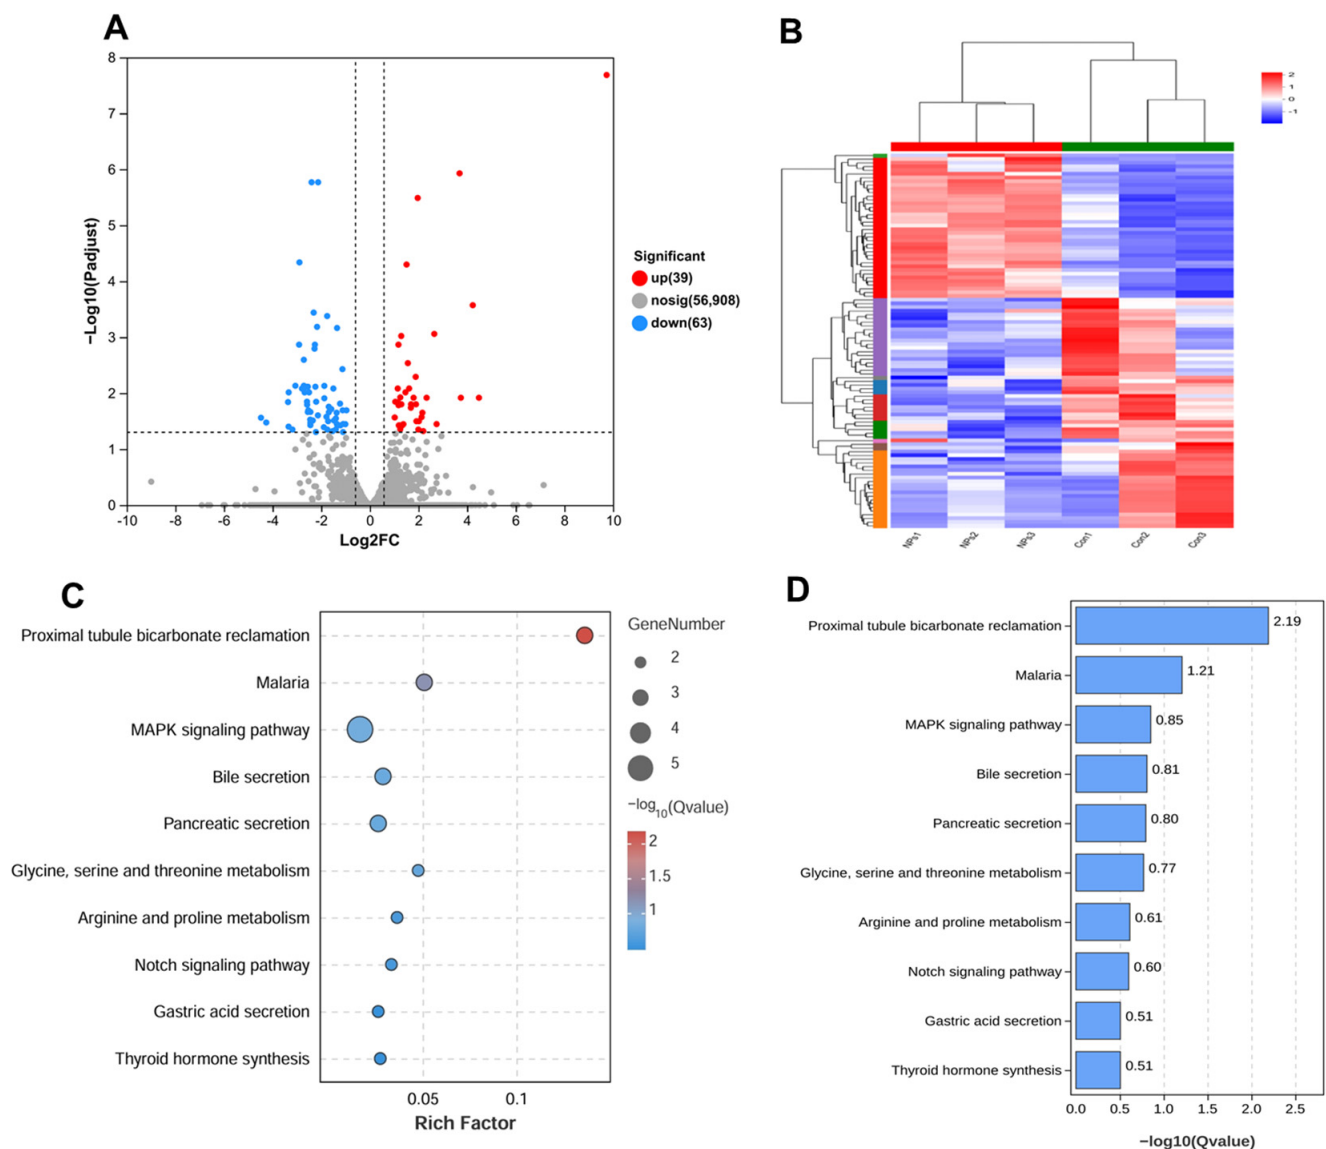 A
8
7
6
5
4
3
2
1
0
-10
-8
-6
-4
-2
0
2
4
6
8
10
−Log10(Padjust)
Log2FC
Significant
up(39)
nosig(56,908)
down(63)
B
2
1
0
-1
NPs1
NPs2
NPs3
Con1
Con2
Con3
C
Proximal tubule bicarbonate reclamation
Malaria
MAPK signaling pathway
Bile secretion
Pancreatic secretion
Glycine, serine and threonine metabolism
Arginine and proline metabolism
Notch signaling pathway
Gastric acid secretion
Thyroid hormone synthesis
0.05
0.1
Rich Factor
GeneNumber
2
3
4
5
−log10(Qvalue)
2
1.5
1
D
Proximal tubule bicarbonate reclamation
2.19
Malaria
1.21
MAPK signaling pathway
0.85
Bile secretion
0.81
Pancreatic secretion
0.80
Glycine, serine and threonine metabolism
0.77
Arginine and proline metabolism
0.61
Notch signaling pathway
0.60
Gastric acid secretion
0.51
Thyroid hormone synthesis
0.51
0.0
0.5
1.0
1.5
2.0
2.5
−log10(Qvalue)